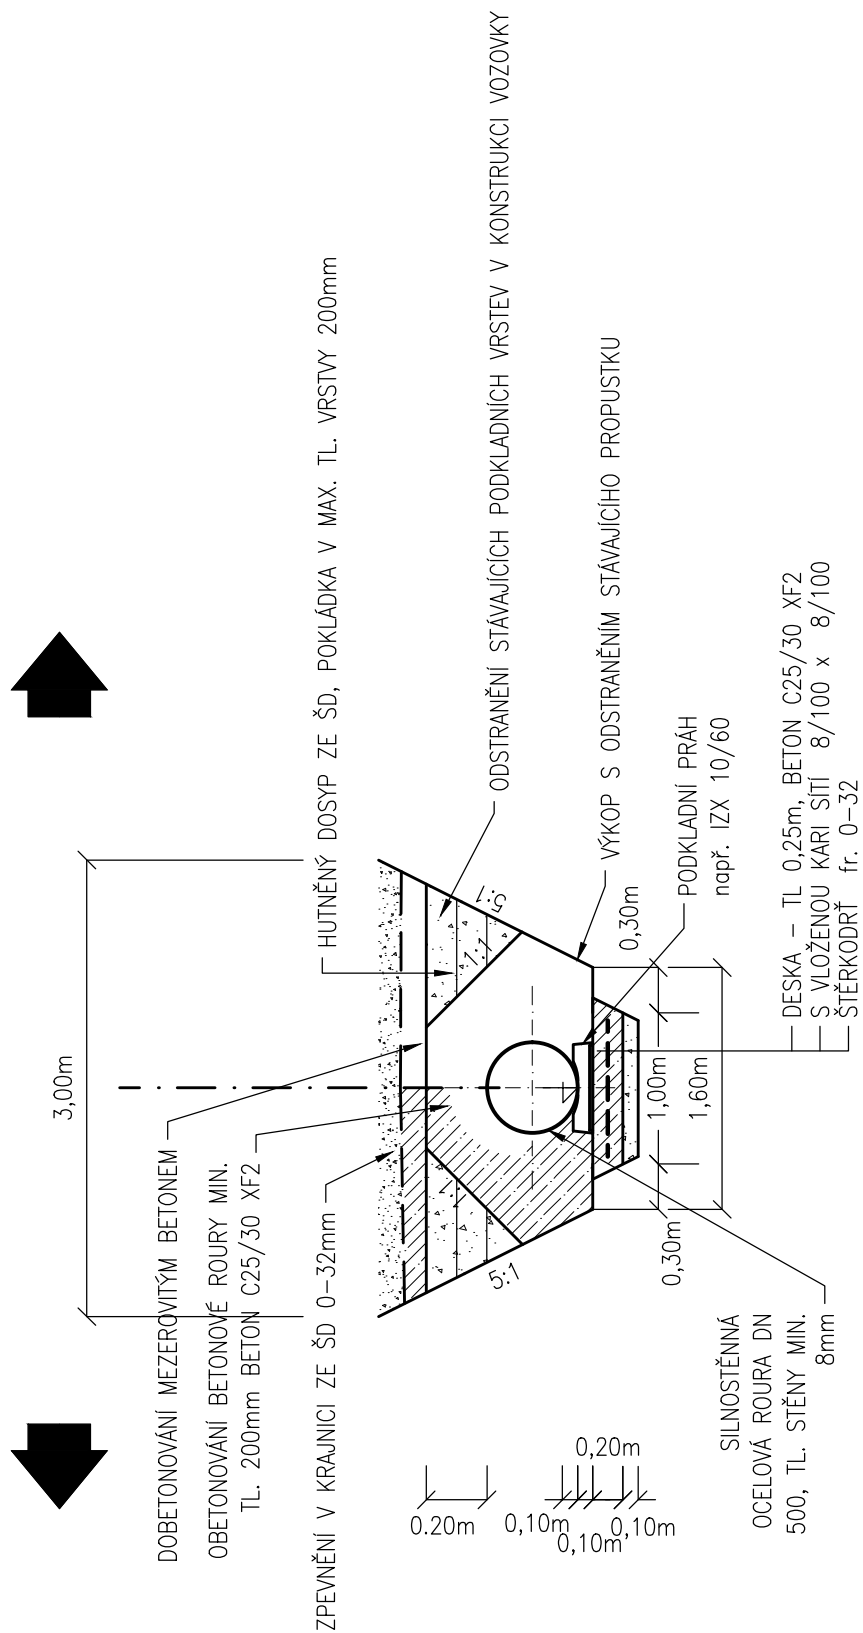 3,00m
DOBETONOVÁNÍ MEZEROVITÝM BETONEM
OBETONOVÁNÍ BETONOVÉ ROURY MIN.
TL. 200mm BETON C25/30 XF2
ZPEVNĚNÍ V KRAJNICI ZE ŠD 0-32mm
HUTNĚNÝ DOSYP ZE ŠD, POKLÁDKA V MAX. TL. VRSTVY 200mm
ODSTRANĚNÍ STÁVAJÍCÍCH PODKLADNÍCH VRSTEV V KONSTRUKCI VOZOVKY
VÝKOP S ODSTRANĚNÍM STÁVAJÍCÍHO PROPUSTKU
5:1
1:1
5:1
0.20m
0,10m
0,10m
0,20m
0,10m
0,30m
0,30m
1,00m
1,60m
PODKLADNÍ PRÁH
např. IZX 10/60
SILNOSTĚNNÁ
OCELOVÁ ROURA DN
500, TL. STĚNY MIN.
8mm
DESKA – TL 0,25m, BETON C25/30 XF2
S VLOŽENOU KARI SÍTÍ 8/100 x 8/100
ŠTĚRKODRŤ fr. 0-32